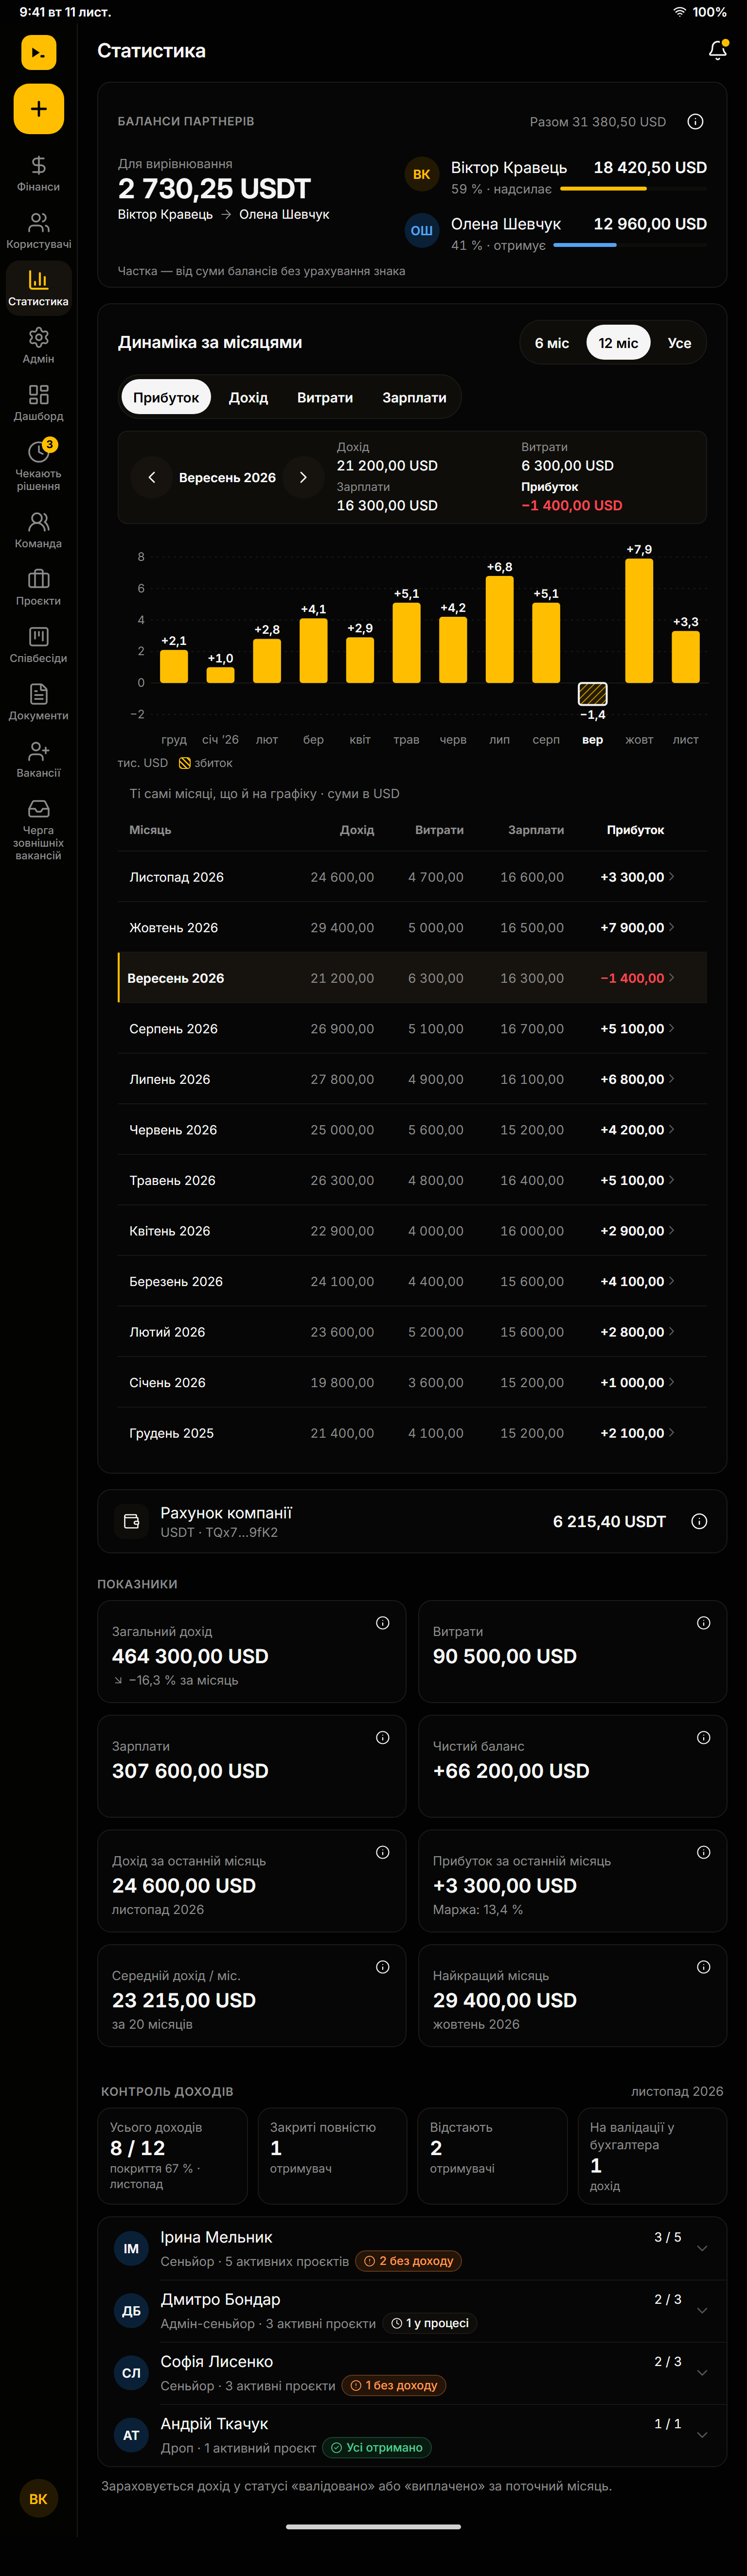 9:41 вт 11 лист.
100%
Статистика
Фінанси
Користувачі
Статистика
Адмін
Дашборд
3
Чекають
рішення
Команда
Проєкти
Співбесіди
Документи
Вакансії
Черга
зовнішніх
вакансій
ВК
БАЛАНСИ ПАРТНЕРІВ
Разом 31 380,50 USD
Для вирівнювання
2 730,25 USDT
Віктор Кравець → Олена Шевчук
ВК
Віктор Кравець 18 420,50 USD
59 % · надсилає
ОШ
Олена Шевчук 12 960,00 USD
41 % · отримує
Частка — від суми балансів без урахування знака
Динаміка за місяцями
6 міс 12 міс Усе
Прибуток Дохід Витрати Зарплати
Вересень 2026
Дохід
21 200,00 USD
Витрати
6 300,00 USD
Зарплати
16 300,00 USD
Прибуток
−1 400,00 USD
8
6
4
2
0
−2
+2,1
+1,0
+2,8
+4,1
+2,9
+5,1
+4,2
+6,8
+5,1
−1,4
+7,9
+3,3
груд січ ’26 лют бер квіт трав черв лип серп вер жовт лист
тис. USD збиток
Ті самі місяці, що й на графіку · суми в USD
Місяць Дохід Витрати Зарплати Прибуток
Листопад 2026 24 600,00 4 700,00 16 600,00 +3 300,00
Жовтень 2026 29 400,00 5 000,00 16 500,00 +7 900,00
Вересень 2026 21 200,00 6 300,00 16 300,00 −1 400,00
Серпень 2026 26 900,00 5 100,00 16 700,00 +5 100,00
Липень 2026 27 800,00 4 900,00 16 100,00 +6 800,00
Червень 2026 25 000,00 5 600,00 15 200,00 +4 200,00
Травень 2026 26 300,00 4 800,00 16 400,00 +5 100,00
Квітень 2026 22 900,00 4 000,00 16 000,00 +2 900,00
Березень 2026 24 100,00 4 400,00 15 600,00 +4 100,00
Лютий 2026 23 600,00 5 200,00 15 600,00 +2 800,00
Січень 2026 19 800,00 3 600,00 15 200,00 +1 000,00
Грудень 2025 21 400,00 4 100,00 15 200,00 +2 100,00
Рахунок компанії
USDT · TQx7…9fK2
6 215,40 USDT
ПОКАЗНИКИ
Загальний дохід
464 300,00 USD
−16,3 % за місяць
Витрати
90 500,00 USD
Зарплати
307 600,00 USD
Чистий баланс
+66 200,00 USD
Дохід за останній місяць
24 600,00 USD
листопад 2026
Прибуток за останній місяць
+3 300,00 USD
Маржа: 13,4 %
Середній дохід / міс.
23 215,00 USD
за 20 місяців
Найкращий місяць
29 400,00 USD
жовтень 2026
КОНТРОЛЬ ДОХОДІВ
листопад 2026
Усього доходів
8 / 12
покриття 67 % ·
листопад
Закриті повністю
1
отримувач
Відстають
2
отримувачі
На валідації у
бухгалтера
1
дохід
ІМ
Ірина Мельник
3 / 5
Сеньйор · 5 активних проєктів 2 без доходу
ДБ
Дмитро Бондар
2 / 3
Адмін-сеньйор · 3 активні проєкти 1 у процесі
СЛ
Софія Лисенко
2 / 3
Сеньйор · 3 активні проєкти 1 без доходу
АТ
Андрій Ткачук
1 / 1
Дроп · 1 активний проєкт Усі отримано
Зараховується дохід у статусі «валідовано» або «виплачено» за поточний місяць.